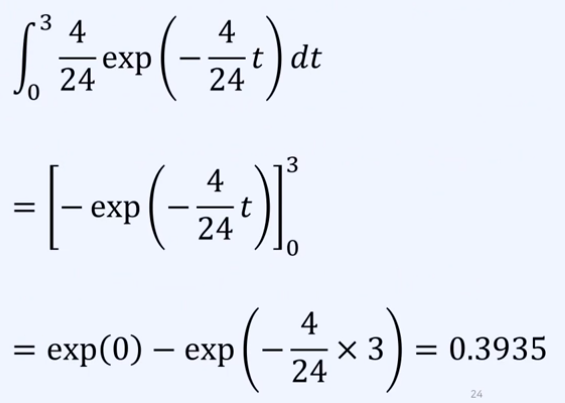 ∫₀³ 4/24 exp(−4/24 t) dt
= [− exp(−4/24 t)]₀³
= exp(0) − exp(−4/24 × 3) = 0.3935
24